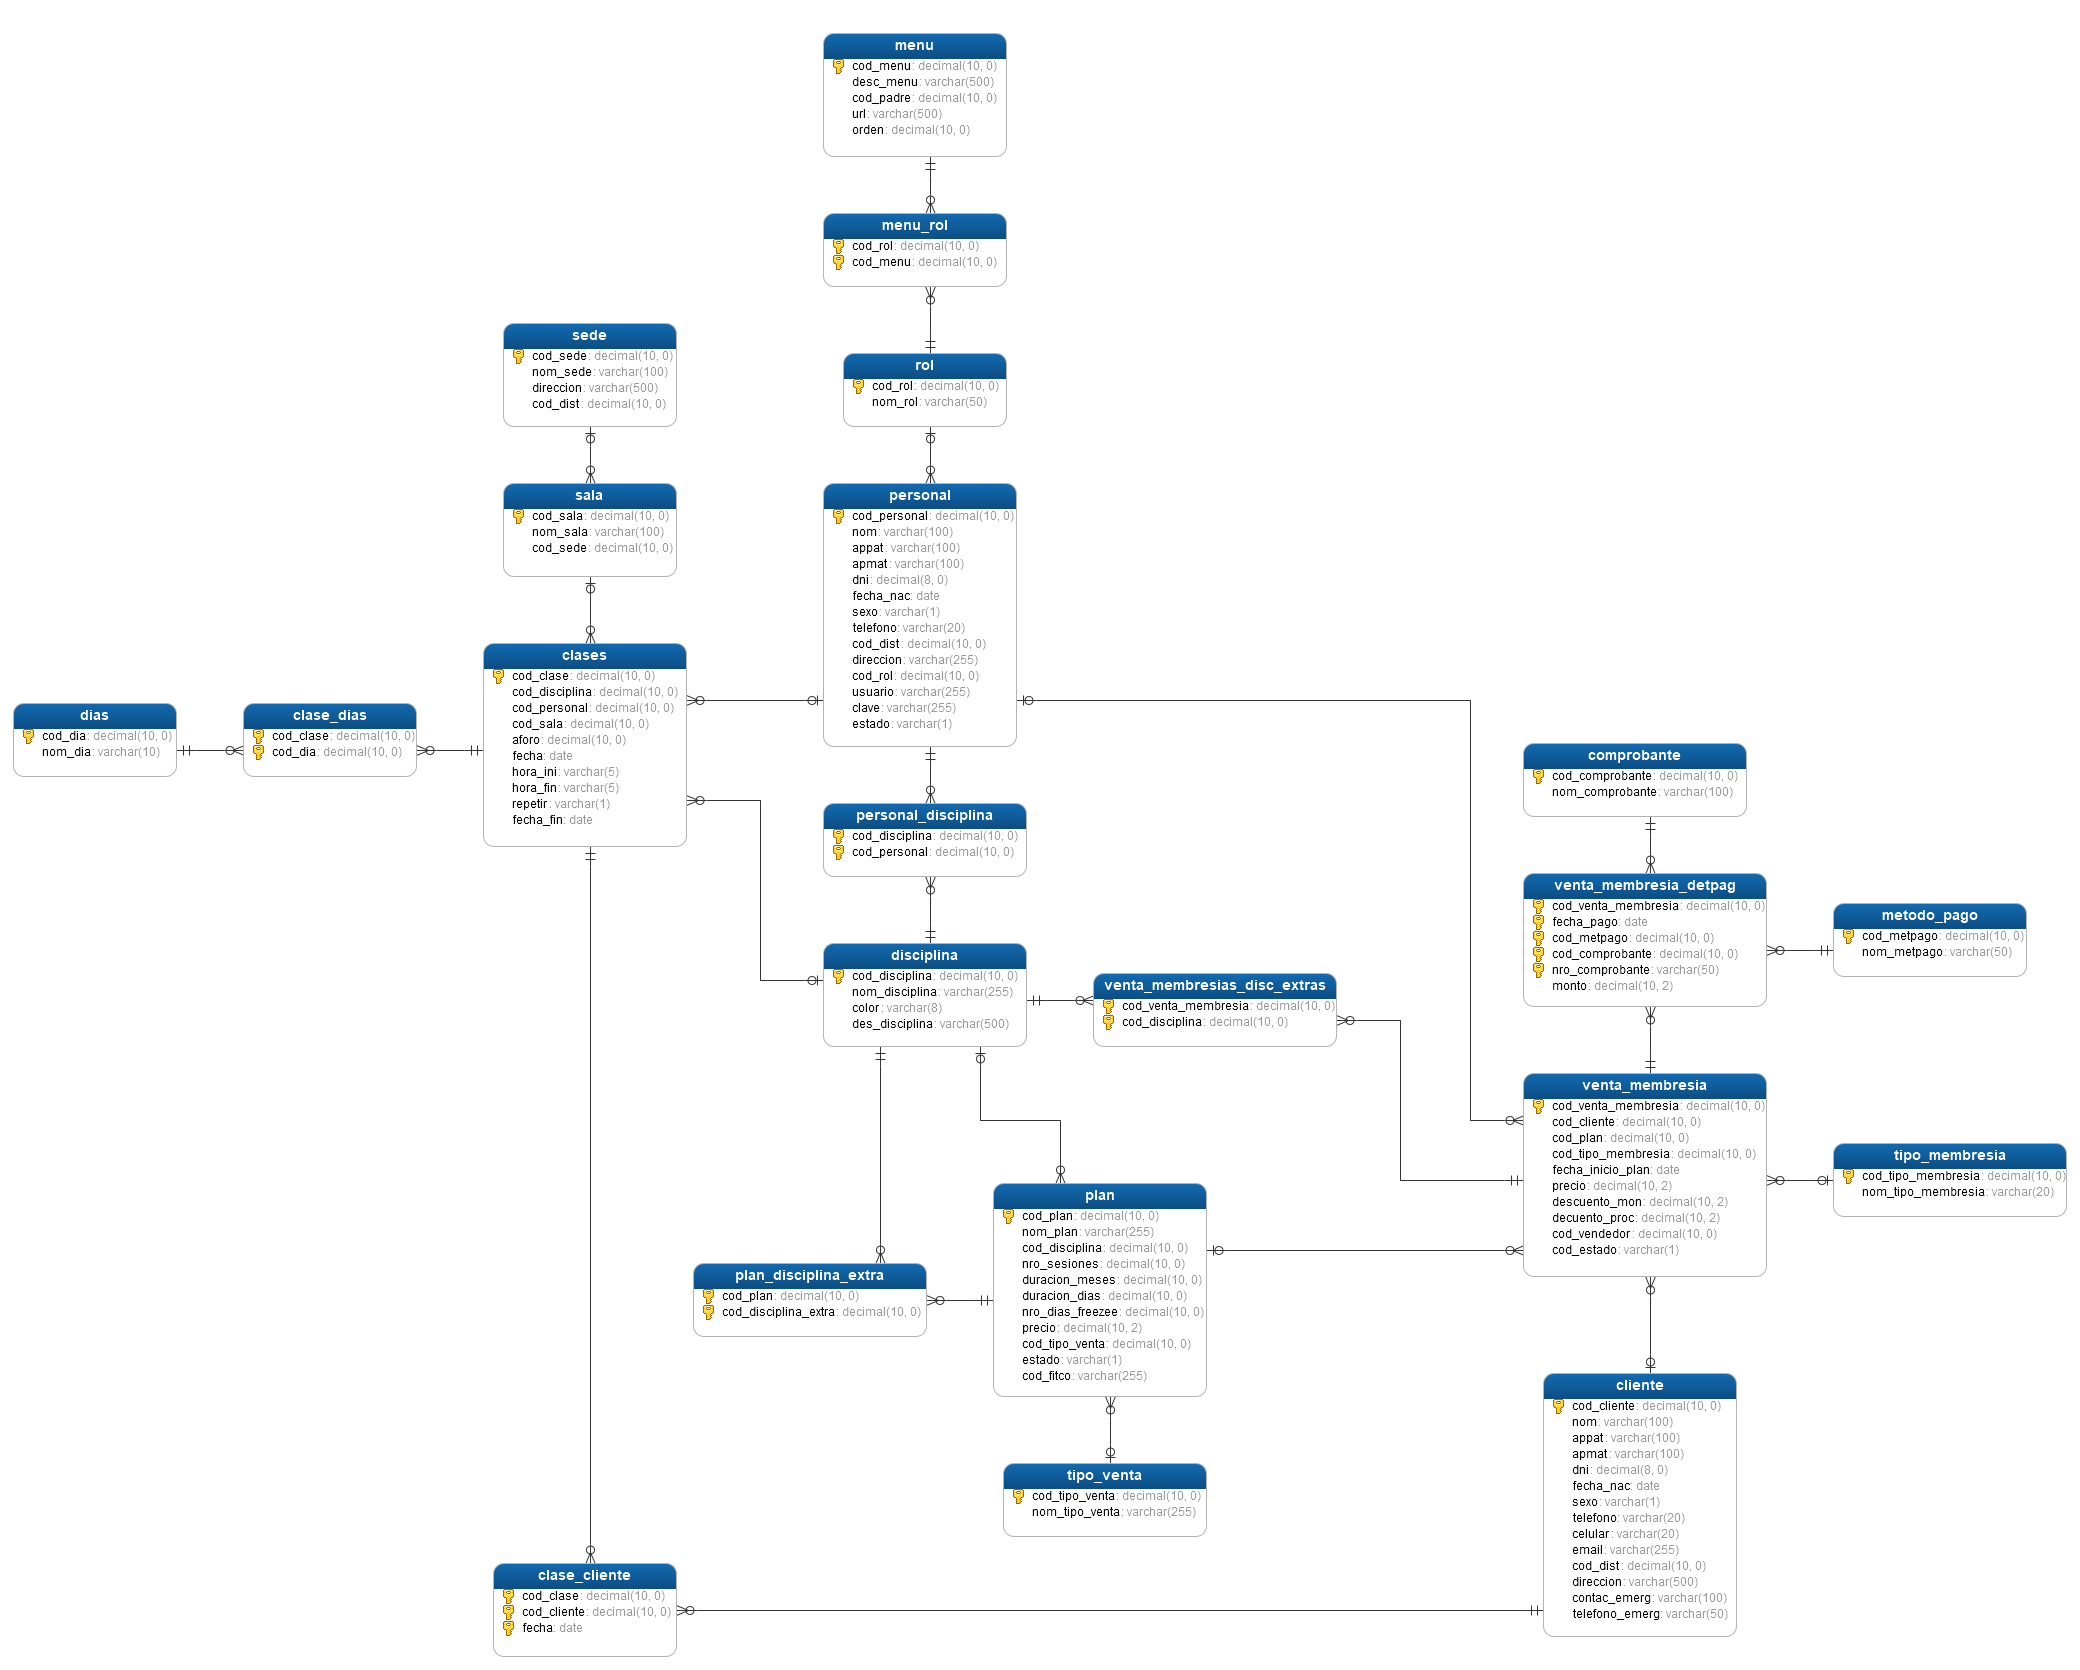 menu
cod_menu: decimal(10, 0)
desc_menu: varchar(500)
cod_padre: decimal(10, 0)
url: varchar(500)
orden: decimal(10, 0)
menu_rol
cod_rol: decimal(10, 0)
cod_menu: decimal(10, 0)
sede
cod_sede: decimal(10, 0)
nom_sede: varchar(100)
direccion: varchar(500)
cod_dist: decimal(10, 0)
rol
cod_rol: decimal(10, 0)
nom_rol: varchar(50)
sala
cod_sala: decimal(10, 0)
nom_sala: varchar(100)
cod_sede: decimal(10, 0)
personal
cod_personal: decimal(10, 0)
nom: varchar(100)
appat: varchar(100)
apmat: varchar(100)
dni: decimal(8, 0)
fecha_nac: date
sexo: varchar(1)
telefono: varchar(20)
cod_dist: decimal(10, 0)
direccion: varchar(255)
cod_rol: decimal(10, 0)
usuario: varchar(255)
clave: varchar(255)
estado: varchar(1)
clases
cod_clase: decimal(10, 0)
cod_disciplina: decimal(10, 0)
cod_personal: decimal(10, 0)
cod_sala: decimal(10, 0)
aforo: decimal(10, 0)
fecha: date
hora_ini: varchar(5)
hora_fin: varchar(5)
repetir: varchar(1)
fecha_fin: date
dias
cod_dia: decimal(10, 0)
nom_dia: varchar(10)
clase_dias
cod_clase: decimal(10, 0)
cod_dia: decimal(10, 0)
comprobante
cod_comprobante: decimal(10, 0)
nom_comprobante: varchar(100)
personal_disciplina
cod_disciplina: decimal(10, 0)
cod_personal: decimal(10, 0)
venta_membresia_detpag
cod_venta_membresia: decimal(10, 0)
fecha_pago: date
cod_metpago: decimal(10, 0)
cod_comprobante: decimal(10, 0)
nro_comprobante: varchar(50)
monto: decimal(10, 2)
metodo_pago
cod_metpago: decimal(10, 0)
nom_metpago: varchar(50)
disciplina
cod_disciplina: decimal(10, 0)
nom_disciplina: varchar(255)
color: varchar(8)
des_disciplina: varchar(500)
venta_membresias_disc_extras
cod_venta_membresia: decimal(10, 0)
cod_disciplina: decimal(10, 0)
venta_membresia
cod_venta_membresia: decimal(10, 0)
cod_cliente: decimal(10, 0)
cod_plan: decimal(10, 0)
cod_tipo_membresia: decimal(10, 0)
fecha_inicio_plan: date
precio: decimal(10, 2)
descuento_mon: decimal(10, 2)
decuento_proc: decimal(10, 2)
cod_vendedor: decimal(10, 0)
cod_estado: varchar(1)
tipo_membresia
cod_tipo_membresia: decimal(10, 0)
nom_tipo_membresia: varchar(20)
plan
cod_plan: decimal(10, 0)
nom_plan: varchar(255)
cod_disciplina: decimal(10, 0)
nro_sesiones: decimal(10, 0)
duracion_meses: decimal(10, 0)
duracion_dias: decimal(10, 0)
nro_dias_freezee: decimal(10, 0)
precio: decimal(10, 2)
cod_tipo_venta: decimal(10, 0)
estado: varchar(1)
cod_fitco: varchar(255)
plan_disciplina_extra
cod_plan: decimal(10, 0)
cod_disciplina_extra: decimal(10, 0)
tipo_venta
cod_tipo_venta: decimal(10, 0)
nom_tipo_venta: varchar(255)
cliente
cod_cliente: decimal(10, 0)
nom: varchar(100)
appat: varchar(100)
apmat: varchar(100)
dni: decimal(8, 0)
fecha_nac: date
sexo: varchar(1)
telefono: varchar(20)
celular: varchar(20)
email: varchar(255)
cod_dist: decimal(10, 0)
direccion: varchar(500)
contac_emerg: varchar(100)
telefono_emerg: varchar(50)
clase_cliente
cod_clase: decimal(10, 0)
cod_cliente: decimal(10, 0)
fecha: date